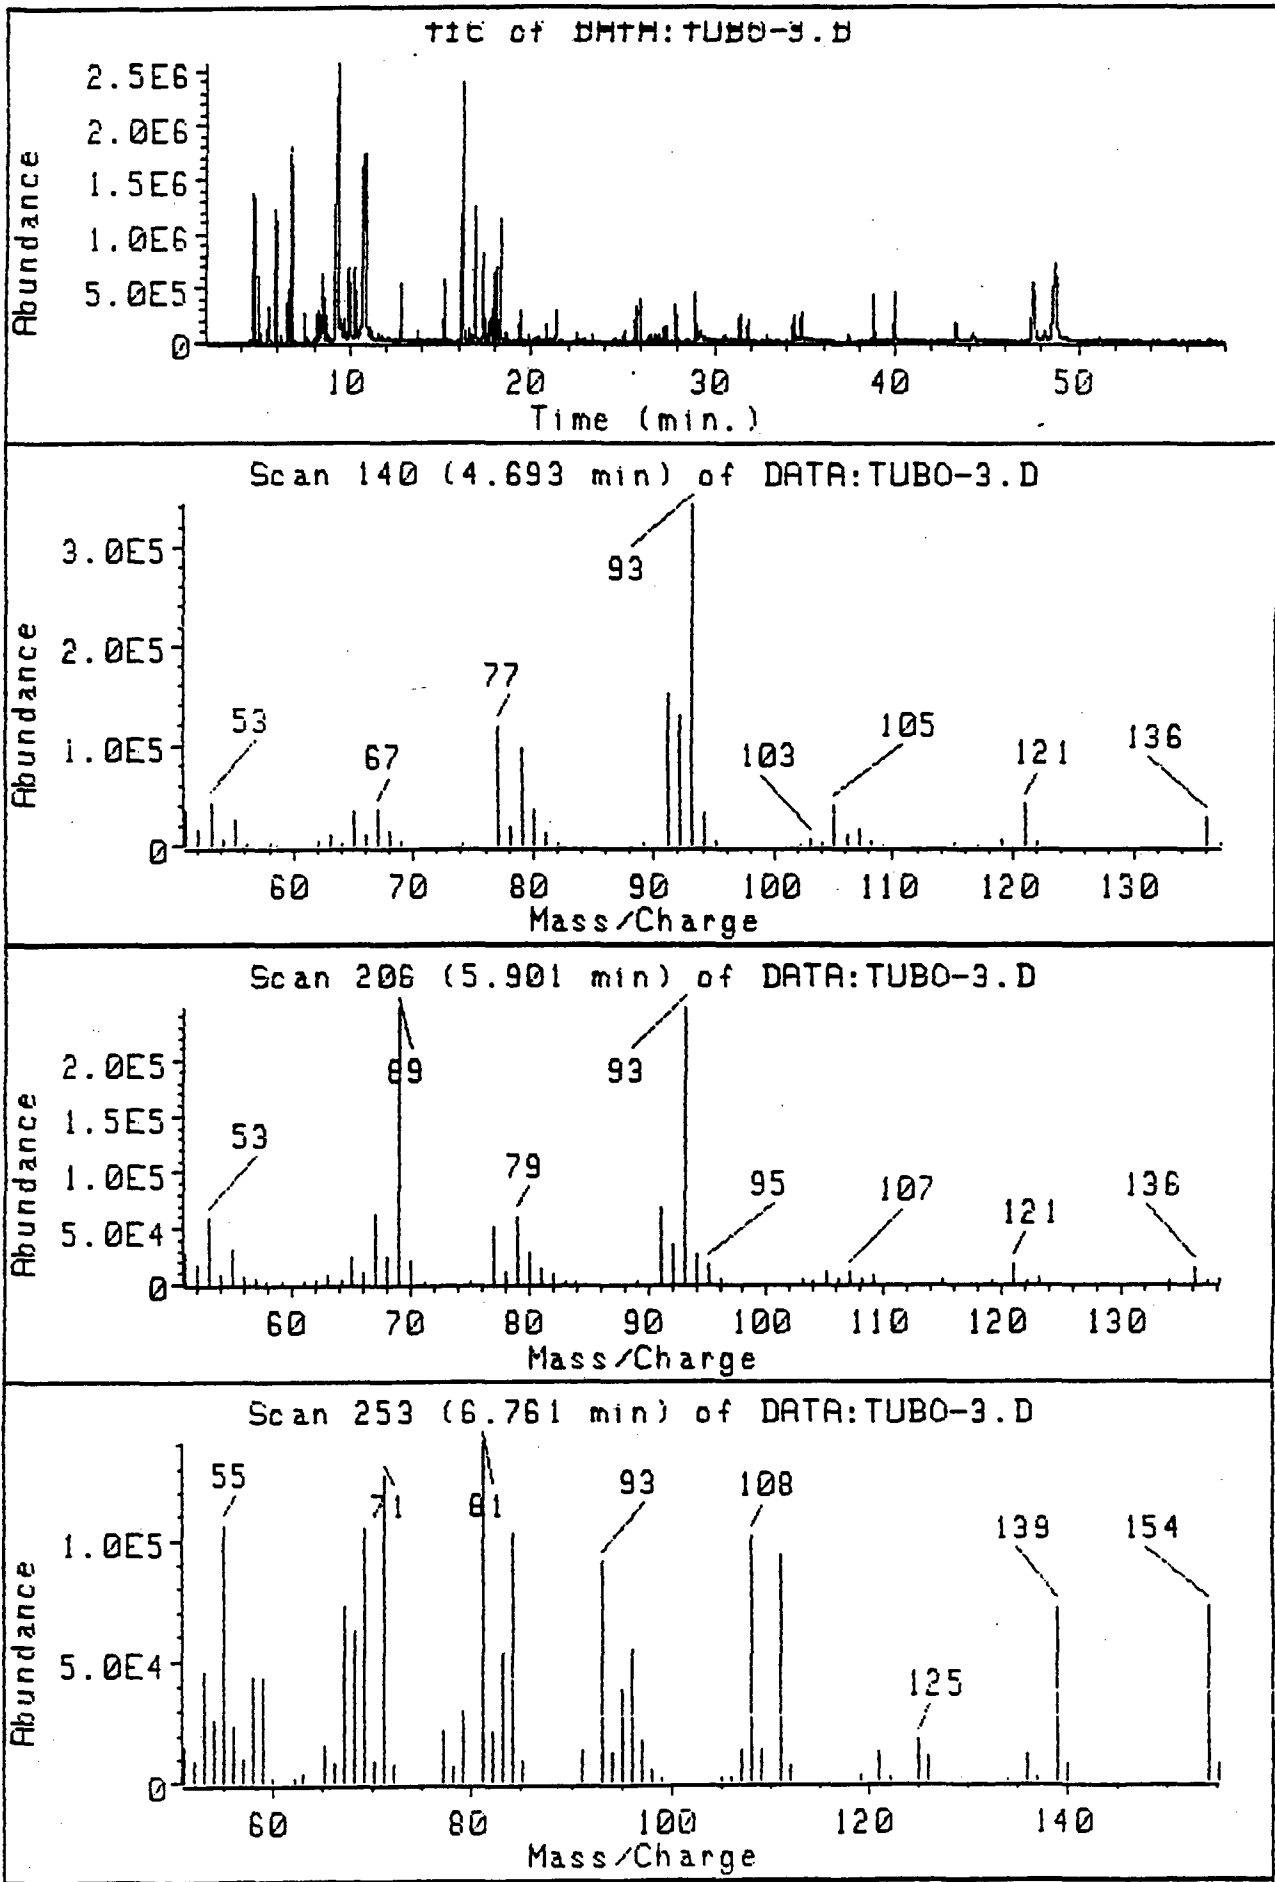 TIC of DATA:TUBO-3.D
Abundance
2.5E6
2.0E6
1.5E6
1.0E6
5.0E5
0
10 20 30 40 50
Time (min.)
Scan 140 (4.693 min) of DATA:TUBO-3.D
Abundance
3.0E5
2.0E5
1.0E5
0
53 67 77 93 103 105 121 136
60 70 80 90 100 110 120 130
Mass/Charge
Scan 206 (5.901 min) of DATA:TUBO-3.D
Abundance
2.0E5
1.5E5
1.0E5
5.0E4
0
53 69 79 93 95 107 121 136
60 70 80 90 100 110 120 130
Mass/Charge
Scan 253 (6.761 min) of DATA:TUBO-3.D
Abundance
1.0E5
5.0E4
0
55 71 81 93 108 125 139 154
60 80 100 120 140
Mass/Charge